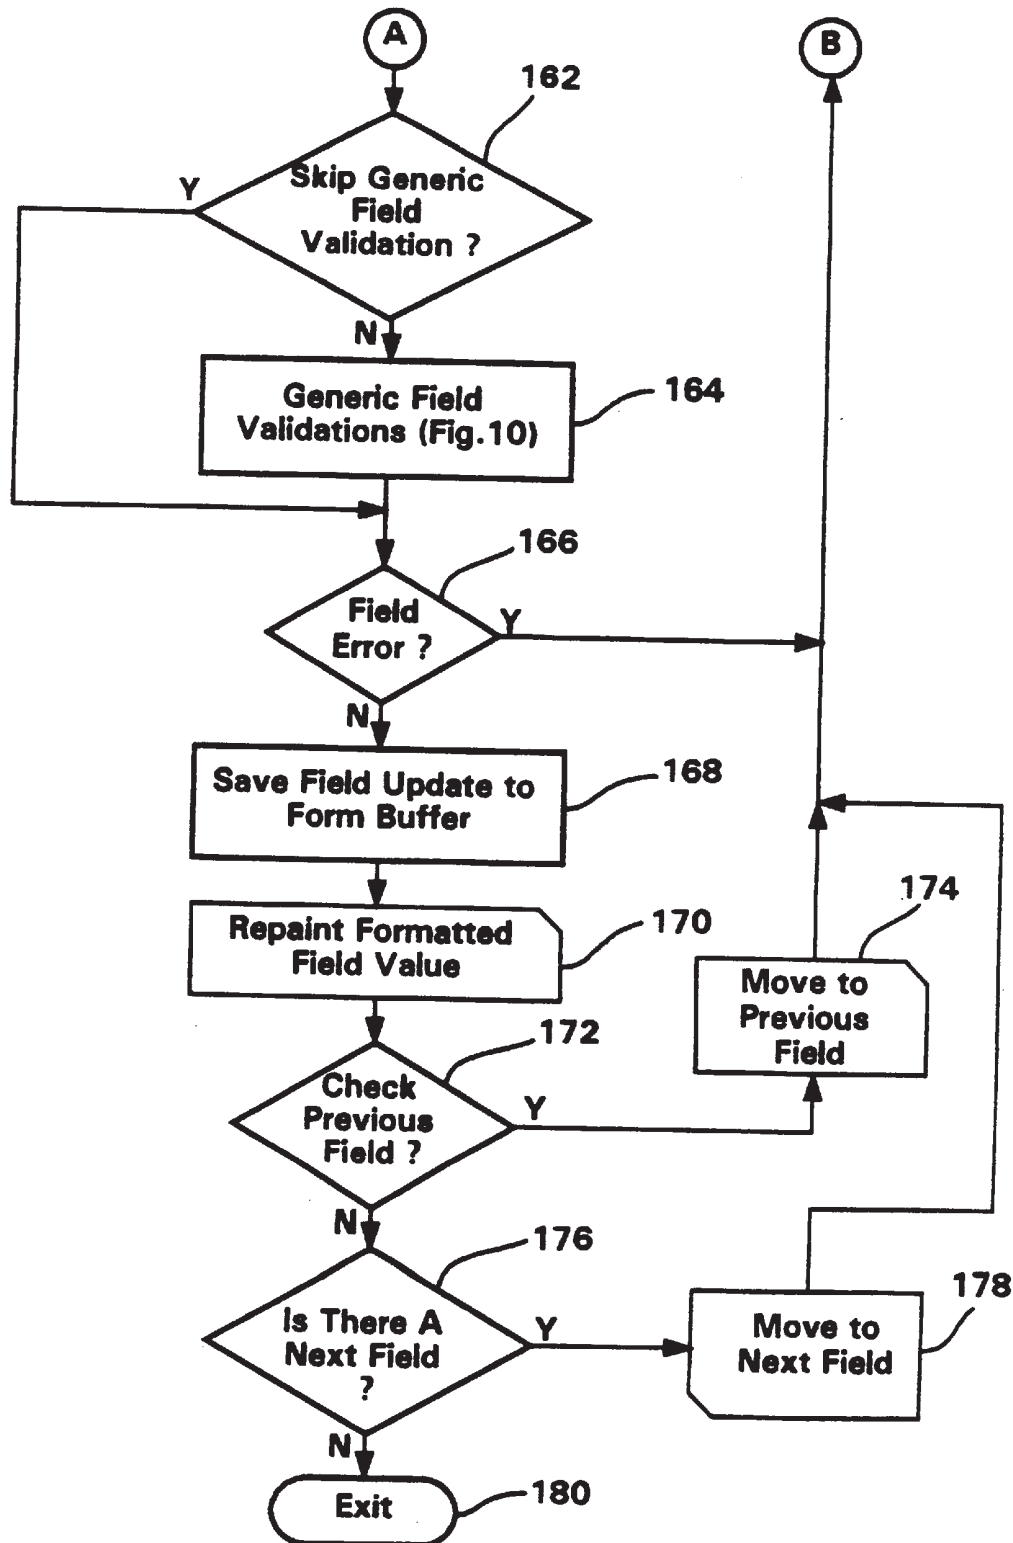 A
B
162
Skip Generic
Field
Validation ?
Y
N
Generic Field
Validations (Fig.10)
164
166
Field
Error ?
Y
N
Save Field Update to
Form Buffer
168
Repaint Formatted
Field Value
170
174
Move to
Previous
Field
172
Check
Previous
Field ?
Y
N
176
Is There A
Next Field
?
Y
N
178
Move to
Next Field
Exit
180